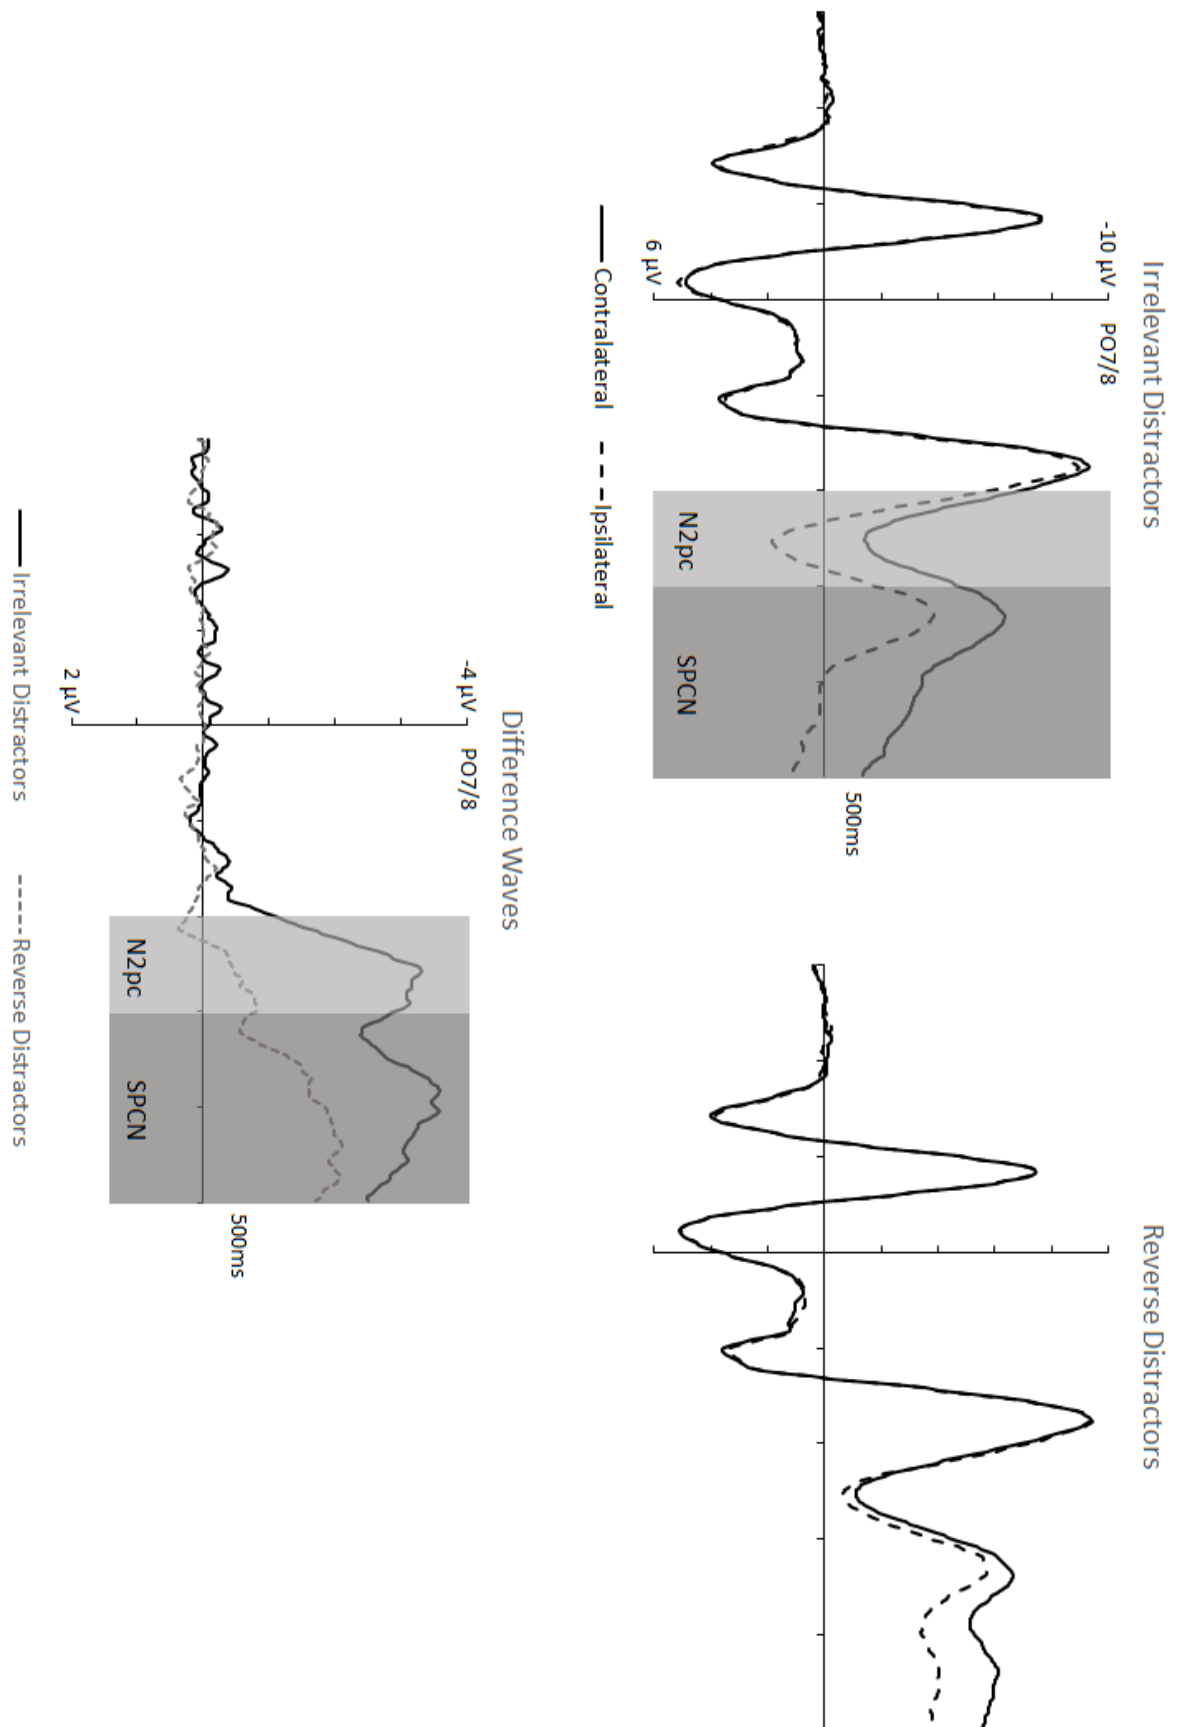 Irrelevant Distractors
Reverse Distractors
-10 µV
PO7/8
6 µV
N2pc
SPCN
500ms
Contralateral
Ipsilateral
Difference Waves
-4 µV
PO7/8
2 µV
N2pc
SPCN
500ms
Irrelevant Distractors
Reverse Distractors